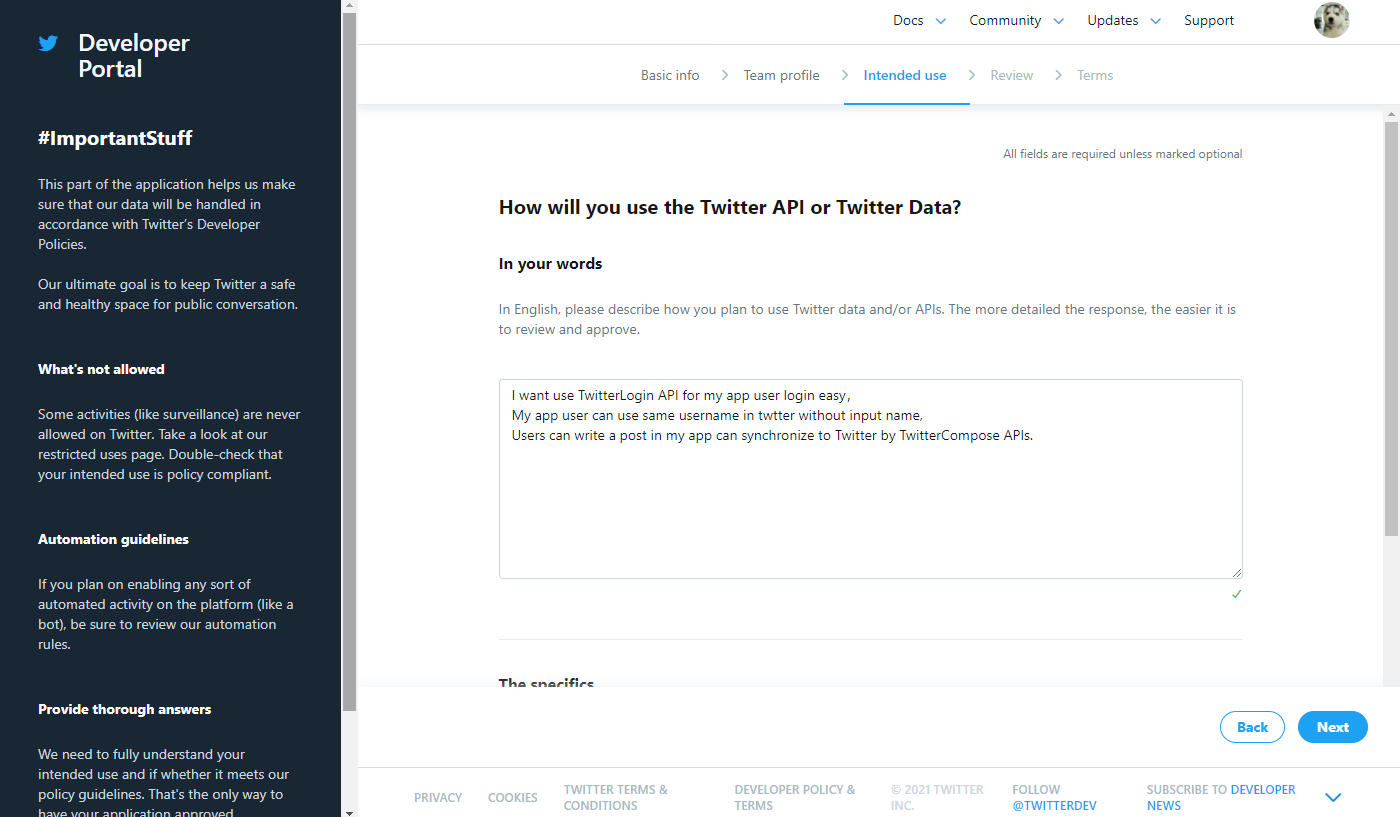 Developer
Portal
#ImportantStuff
This part of the application helps us make
sure that our data will be handled in
accordance with Twitter's Developer
Policies.
Our ultimate goal is to keep Twitter a safe
and healthy space for public conversation.
What's not allowed
Some activities (like surveillance) are never
allowed on Twitter. Take a look at our
restricted uses page. Double-check that
your intended use is policy compliant.
Automation guidelines
If you plan on enabling any sort of
automated activity on the platform (like a
bot), be sure to review our automation
rules.
Provide thorough answers
We need to fully understand your
intended use and if whether it meets our
policy guidelines. That's the only way to
have your application approved.
Docs Community Updates Support
Basic info Team profile Intended use Review Terms
All fields are required unless marked optional
How will you use the Twitter API or Twitter Data?
In your words
In English, please describe how you plan to use Twitter data and/or APIs. The more detailed the response, the easier it is
to review and approve.
I want use TwitterLogin API for my app user login easy，
My app user can use same username in twtter without input name,
Users can write a post in my app can synchronize to Twitter by TwitterCompose APIs.
The specifics
Back Next
PRIVACY COOKIES TWITTER TERMS & CONDITIONS DEVELOPER POLICY & TERMS © 2021 TWITTER INC. FOLLOW @TWITTERDEV SUBSCRIBE TO DEVELOPER NEWS